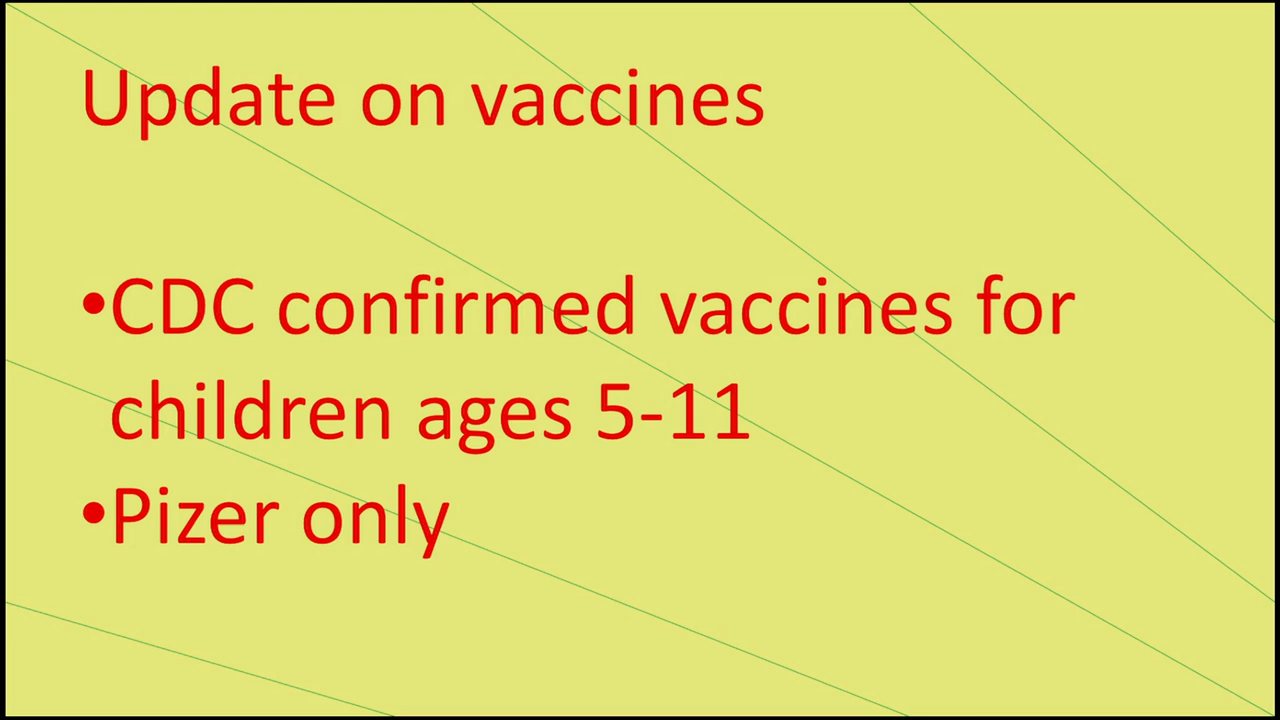 Update on vaccines
•CDC confirmed vaccines for
children ages 5-11
•Pizer only